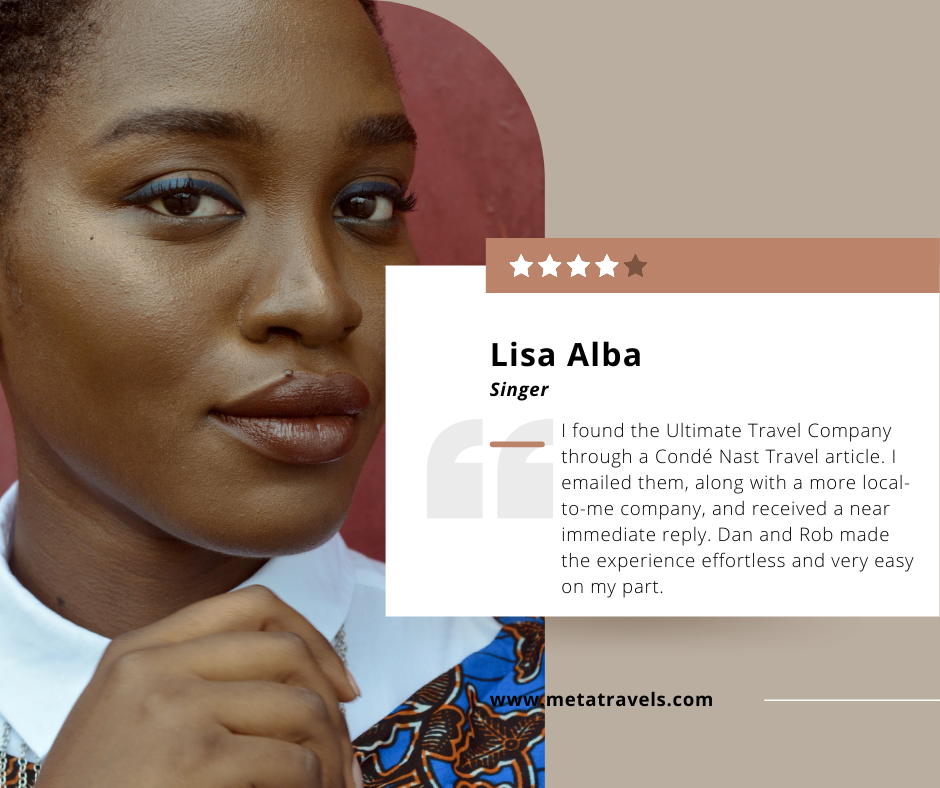 Lisa Alba
Singer
I found the Ultimate Travel Company
through a Condé Nast Travel article. I
emailed them, along with a more local-
to-me company, and received a near
immediate reply. Dan and Rob made
the experience effortless and very easy
on my part.
www.metatravels.com